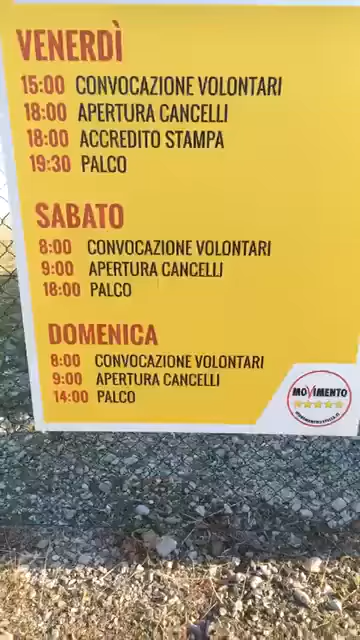 VENERDÌ
15:00 CONVOCAZIONE VOLONTARI
18:00 APERTURA CANCELLI
18:00 ACCREDITO STAMPA
19:30 PALCO
SABATO
8:00 CONVOCAZIONE VOLONTARI
9:00 APERTURA CANCELLI
18:00 PALCO
DOMENICA
8:00 CONVOCAZIONE VOLONTARI
9:00 APERTURA CANCELLI
14:00 PALCO
MOVIMENTO